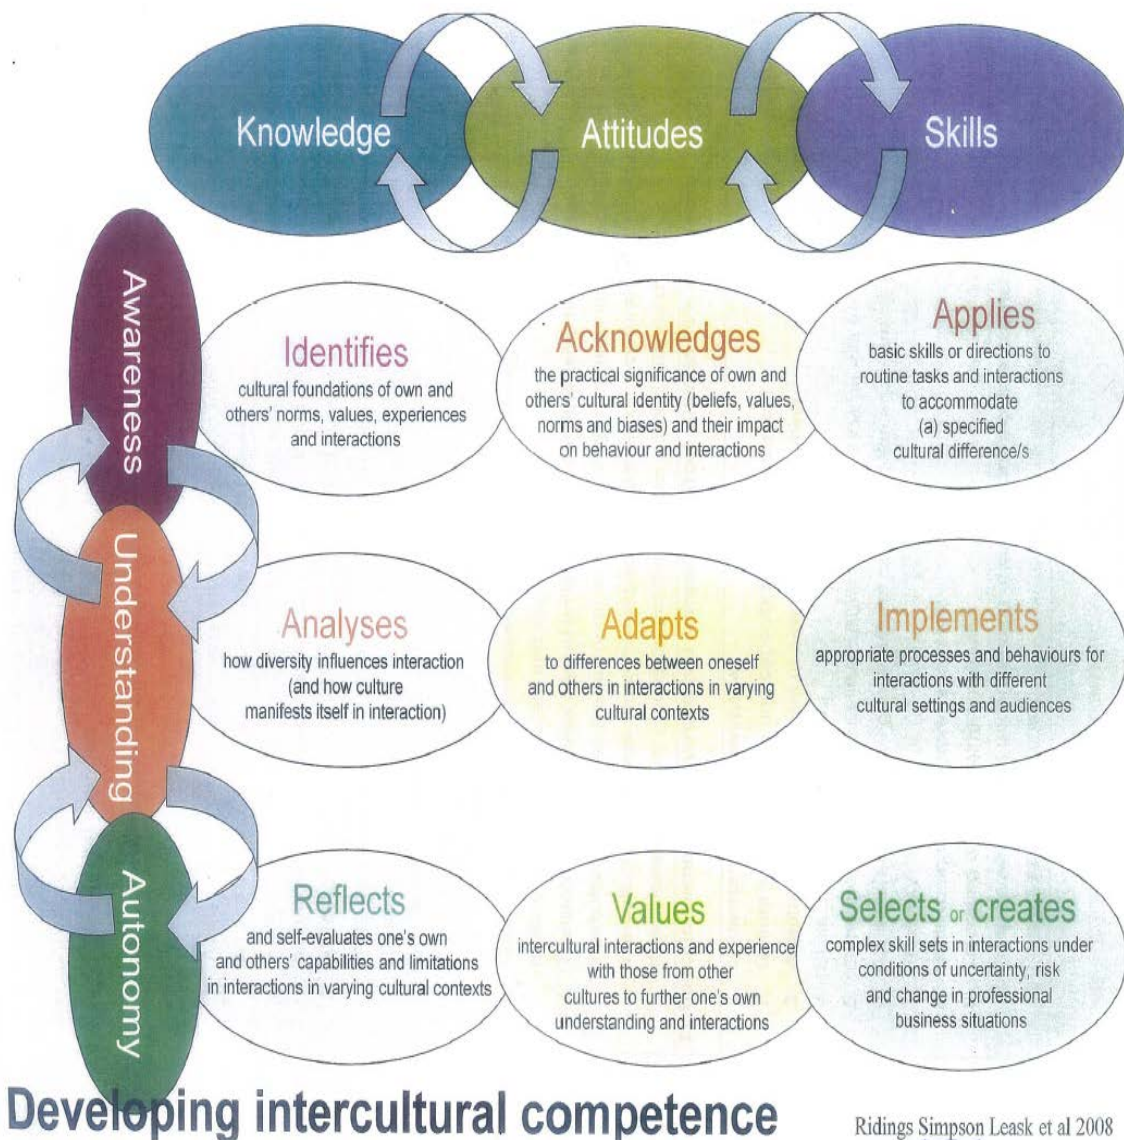 Knowledge
Attitudes
Skills
Awareness
Identifies
cultural foundations of own and
others' norms, values, experiences
and interactions
Acknowledges
the practical significance of own and
others' cultural identity (beliefs, values,
norms and biases) and their impact
on behaviour and interactions
Applies
basic skills or directions to
routine tasks and interactions
to accommodate
(a) specified
cultural difference/s
Understanding
Analyses
how diversity influences interaction
(and how culture
manifests itself in interaction)
Adapts
to differences between oneself
and others in interactions in varying
cultural contexts
Implements
appropriate processes and behaviours for
interactions with different
cultural settings and audiences
Autonomy
Reflects
and self-evaluates one's own
and others' capabilities and limitations
in interactions in varying cultural contexts
Values
intercultural interactions and experience
with those from other
cultures to further one's own
understanding and interactions
Selects or creates
complex skill sets in interactions under
conditions of uncertainty, risk
and change in professional
business situations
Developing intercultural competence
Ridings Simpson Leask et al 2008